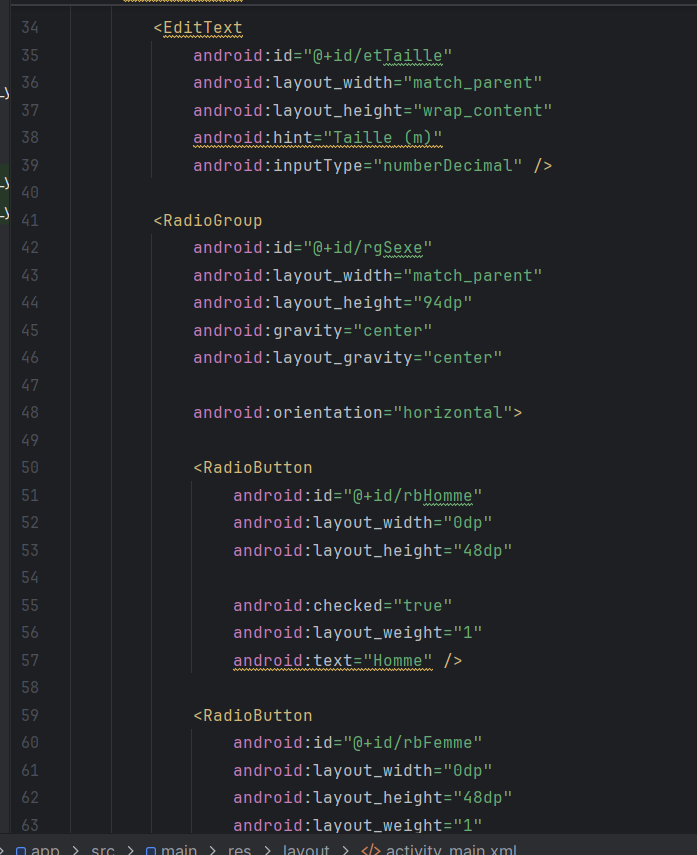 34 <EditText
35 android:id="@+id/etTaille"
36 android:layout_width="match_parent"
37 android:layout_height="wrap_content"
38 android:hint="Taille (m)"
39 android:inputType="numberDecimal" />
40
41 <RadioGroup
42 android:id="@+id/rgSexe"
43 android:layout_width="match_parent"
44 android:layout_height="94dp"
45 android:gravity="center"
46 android:layout_gravity="center"
47
48 android:orientation="horizontal">
49
50 <RadioButton
51 android:id="@+id/rbHomme"
52 android:layout_width="0dp"
53 android:layout_height="48dp"
54
55 android:checked="true"
56 android:layout_weight="1"
57 android:text="Homme" />
58
59 <RadioButton
60 android:id="@+id/rbFemme"
61 android:layout_width="0dp"
62 android:layout_height="48dp"
63 android:layout_weight="1"
app > src > main > res > layout > </> activity_main.xml